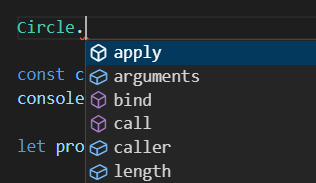 Circle.
apply
const c
arguments
console
bind
call
let pro
caller
length